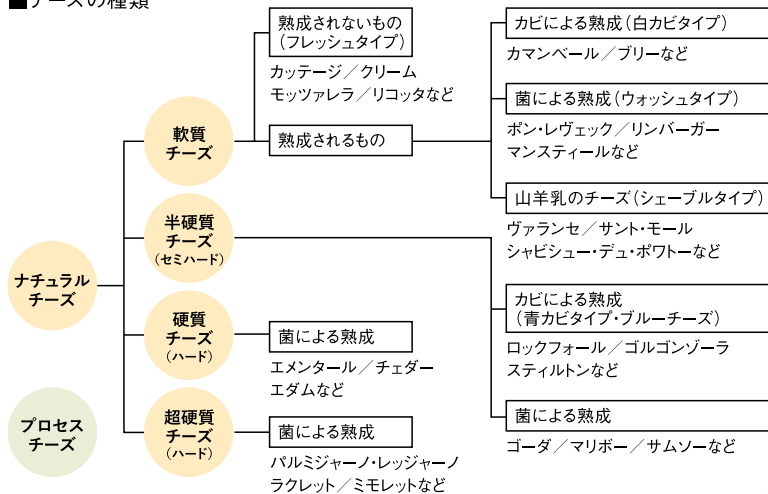 ■チーズの種類
ナチュラル
チーズ
プロセス
チーズ
軟質
チーズ
半硬質
チーズ
(セミハード)
硬質
チーズ
(ハード)
超硬質
チーズ
(ハード)
熟成されないもの
(フレッシュタイプ)
カッテージ／クリーム
モッツァレラ／リコッタなど
熟成されるもの
菌による熟成
エメンタール／チェダー
エダムなど
菌による熟成
パルミジャーノ・レッジャーノ
ラクレット／ミモレットなど
カビによる熟成(白カビタイプ)
カマンベール／ブリーなど
菌による熟成(ウォッシュタイプ)
ポン・レヴェック／リンバーガー
マンスティールなど
山羊乳のチーズ(シェーブルタイプ)
ヴァランセ／サント・モール
シャビシュー・デュ・ポワトーなど
カビによる熟成
(青カビタイプ・ブルーチーズ)
ロックフォール／ゴルゴンゾーラ
スティルトンなど
菌による熟成
ゴーダ／マリボー／サムソーなど